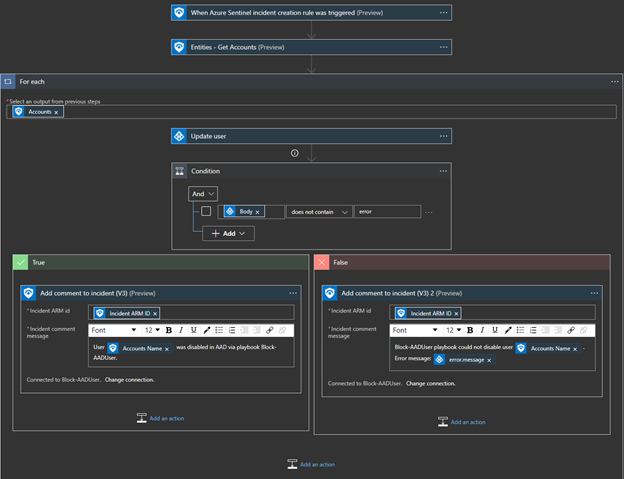 When Azure Sentinel incident creation rule was triggered (Preview)
Entities - Get Accounts (Preview)
For each
*Select an output from previous steps
Accounts
Update user
Condition
And
Body
does not contain
error
Add
True
Add comment to incident (V3) (Preview)
*Incident ARM id
Incident ARM ID
*Incident comment message
Font
12
B I U
User Accounts Name was disabled in AAD via playbook Block-
AADUser.
Connected to Block-AADUser. Change connection.
Add an action
False
Add comment to incident (V3) 2 (Preview)
*Incident ARM id
Incident ARM ID
*Incident comment message
Font
12
B I U
Block-AADUser playbook could not disable user Accounts Name .
Error message: error.message
Connected to Block-AADUser. Change connection.
Add an action
Add an action